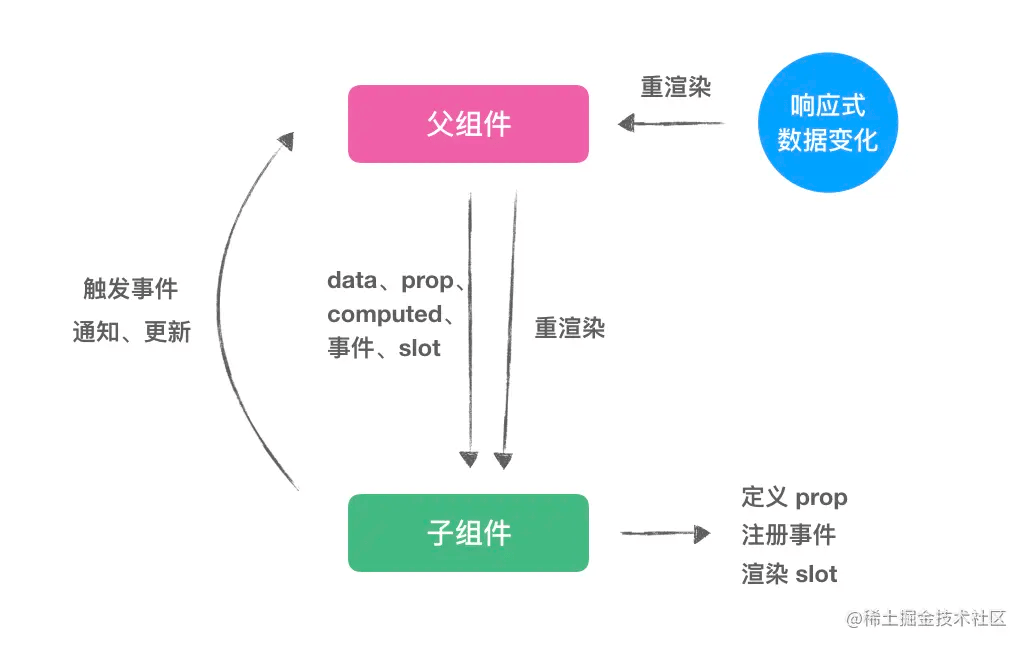 重渲染
响应式
数据变化
父组件
触发事件
通知、更新
data、prop、
computed、
事件、slot
重渲染
子组件
定义 prop
注册事件
渲染 slot
@稀土掘金技术社区